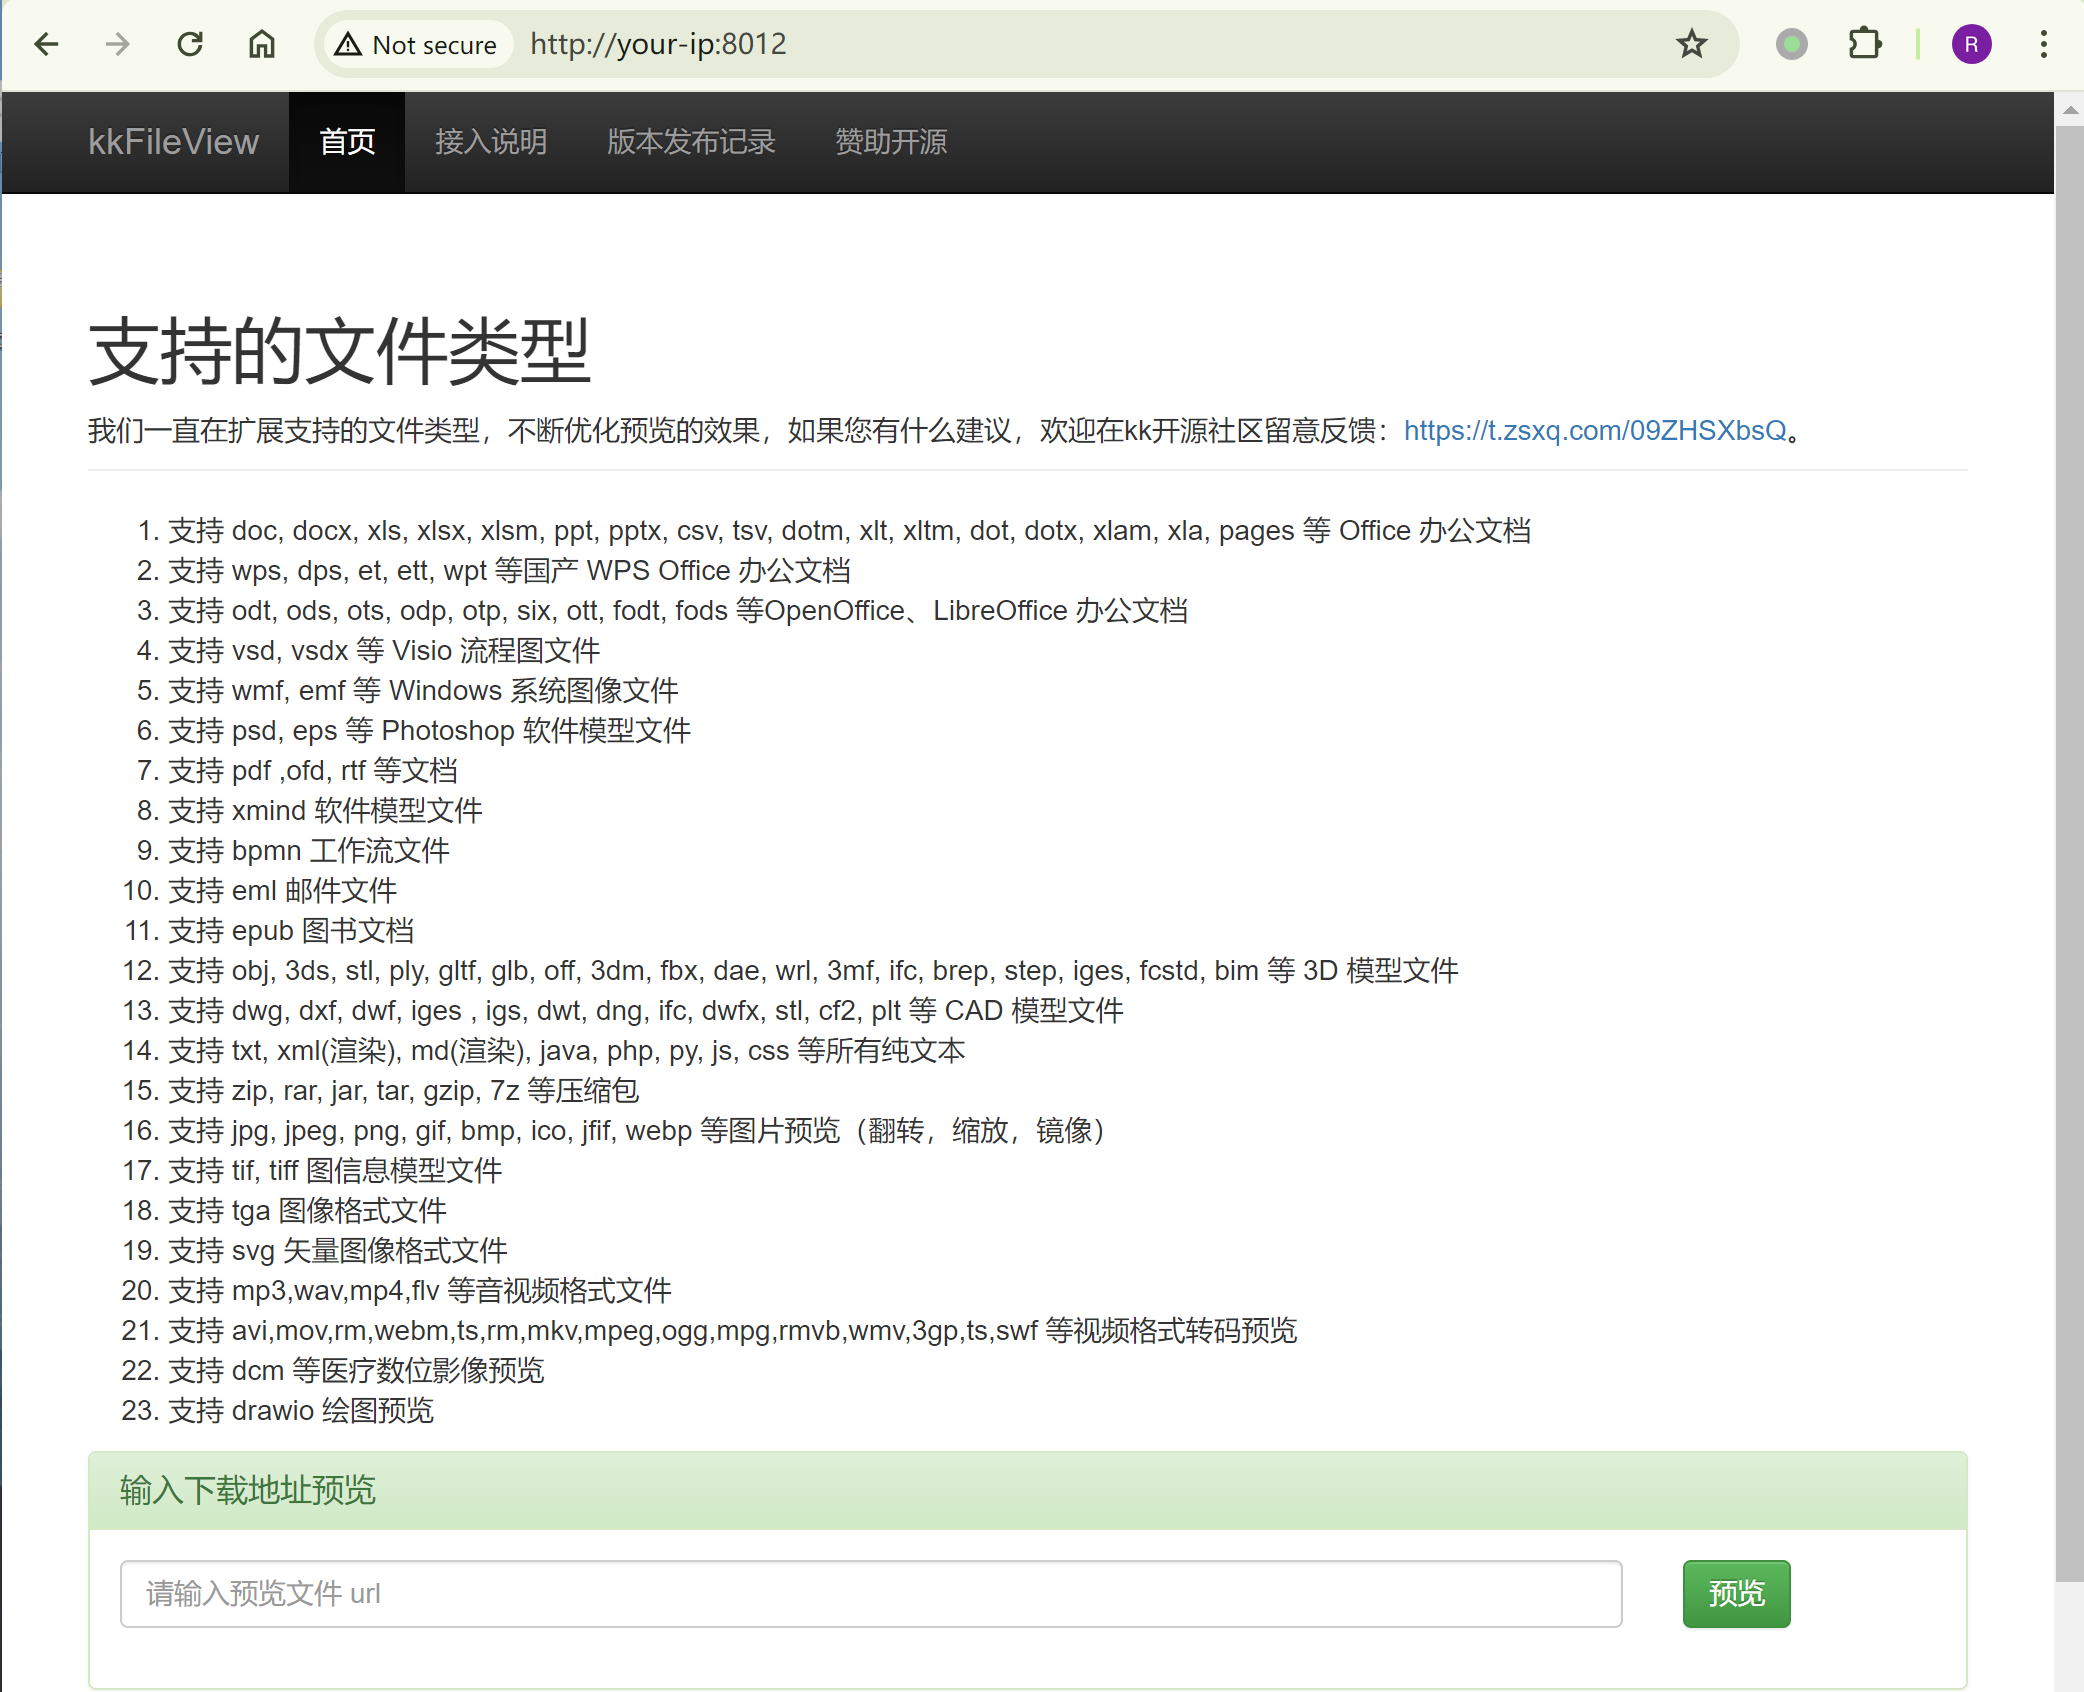 Not secure http://your-ip:8012 R
kkFileView 首页 接入说明 版本发布记录 赞助开源
支持的文件类型
我们一直在扩展支持的文件类型，不断优化预览的效果，如果您有什么建议，欢迎在kk开源社区留意反馈：https://t.zsxq.com/09ZHSXbsQ。
1. 支持 doc, docx, xls, xlsx, xlsm, ppt, pptx, csv, tsv, dotm, xlt, xltm, dot, dotx, xlam, xla, pages 等 Office 办公文档
2. 支持 wps, dps, et, ett, wpt 等国产 WPS Office 办公文档
3. 支持 odt, ods, ots, odp, otp, six, ott, fodt, fods 等OpenOffice、LibreOffice 办公文档
4. 支持 vsd, vsdx 等 Visio 流程图文件
5. 支持 wmf, emf 等 Windows 系统图像文件
6. 支持 psd, eps 等 Photoshop 软件模型文件
7. 支持 pdf ,ofd, rtf 等文档
8. 支持 xmind 软件模型文件
9. 支持 bpmn 工作流文件
10. 支持 eml 邮件文件
11. 支持 epub 图书文档
12. 支持 obj, 3ds, stl, ply, gltf, glb, off, 3dm, fbx, dae, wrl, 3mf, ifc, brep, step, iges, fcstd, bim 等 3D 模型文件
13. 支持 dwg, dxf, dwf, iges , igs, dwt, dng, ifc, dwfx, stl, cf2, plt 等 CAD 模型文件
14. 支持 txt, xml(渲染), md(渲染), java, php, py, js, css 等所有纯文本
15. 支持 zip, rar, jar, tar, gzip, 7z 等压缩包
16. 支持 jpg, jpeg, png, gif, bmp, ico, jfif, webp 等图片预览（翻转，缩放，镜像）
17. 支持 tif, tiff 图信息模型文件
18. 支持 tga 图像格式文件
19. 支持 svg 矢量图像格式文件
20. 支持 mp3,wav,mp4,flv 等音视频格式文件
21. 支持 avi,mov,rm,webm,ts,rm,mkv,mpeg,ogg,mpg,rmvb,wmv,3gp,ts,swf 等视频格式转码预览
22. 支持 dcm 等医疗数位影像预览
23. 支持 drawio 绘图预览
输入下载地址预览
请输入预览文件 url 预览